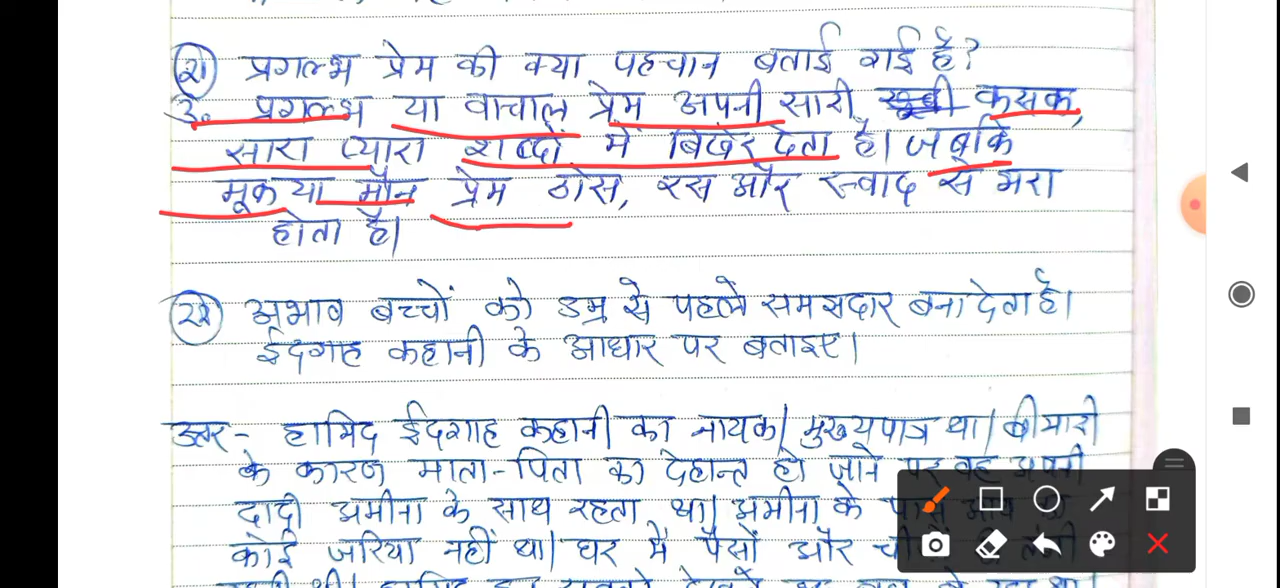 (21) प्रगल्भ प्रेम की क्या पहचान बताई गई है?
उ. प्रगल्भ या वाचाल प्रेम अपनी सारी कसक,
सारा प्यारा शब्दों में बिखेर देता है। जबकि
मूक या मौन प्रेम ठोस, रस और स्वाद से भरा
होता है।
(22) अभाव बच्चों को उम्र से पहले समझदार बना देता है।
ईदगाह कहानी के आधार पर बताइए।
उत्तर - हामिद ईदगाह कहानी का नायक/ मुख्यपात्र था। बीमारी
के कारण माता-पिता का देहान्त हो जाने पर वह अपनी
दादी अमीना के साथ रहता था। अमीना के पास
कोई जरिया नहीं था। घर में पैसों और